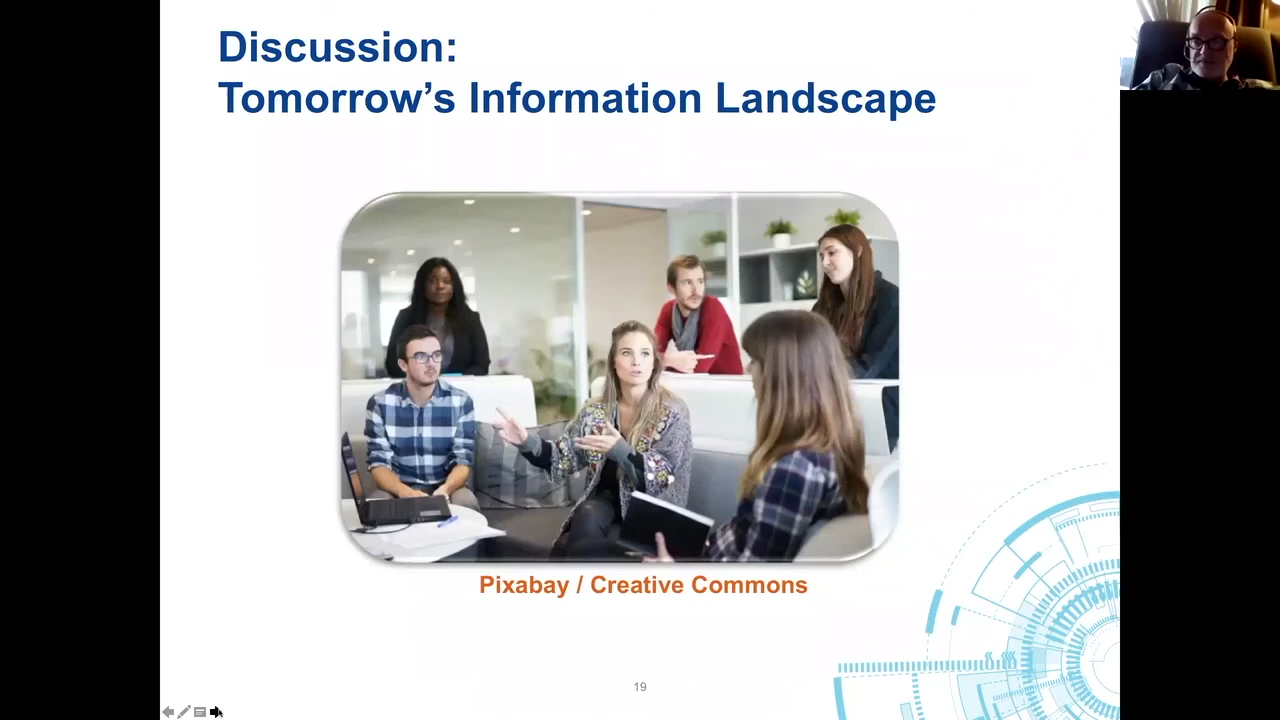 Discussion:
Tomorrow’s Information Landscape
Pixabay / Creative Commons
19